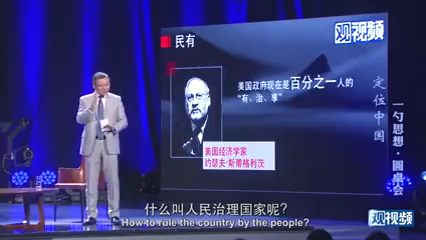 民有
观视频
美国政府现在是百分之一人的
“有、治、享”
美国经济学家
约瑟夫·斯蒂格利茨
定位中国
一勺思想·圆桌会
什么叫人民治理国家呢?
How to rule the country by the people?
观视频